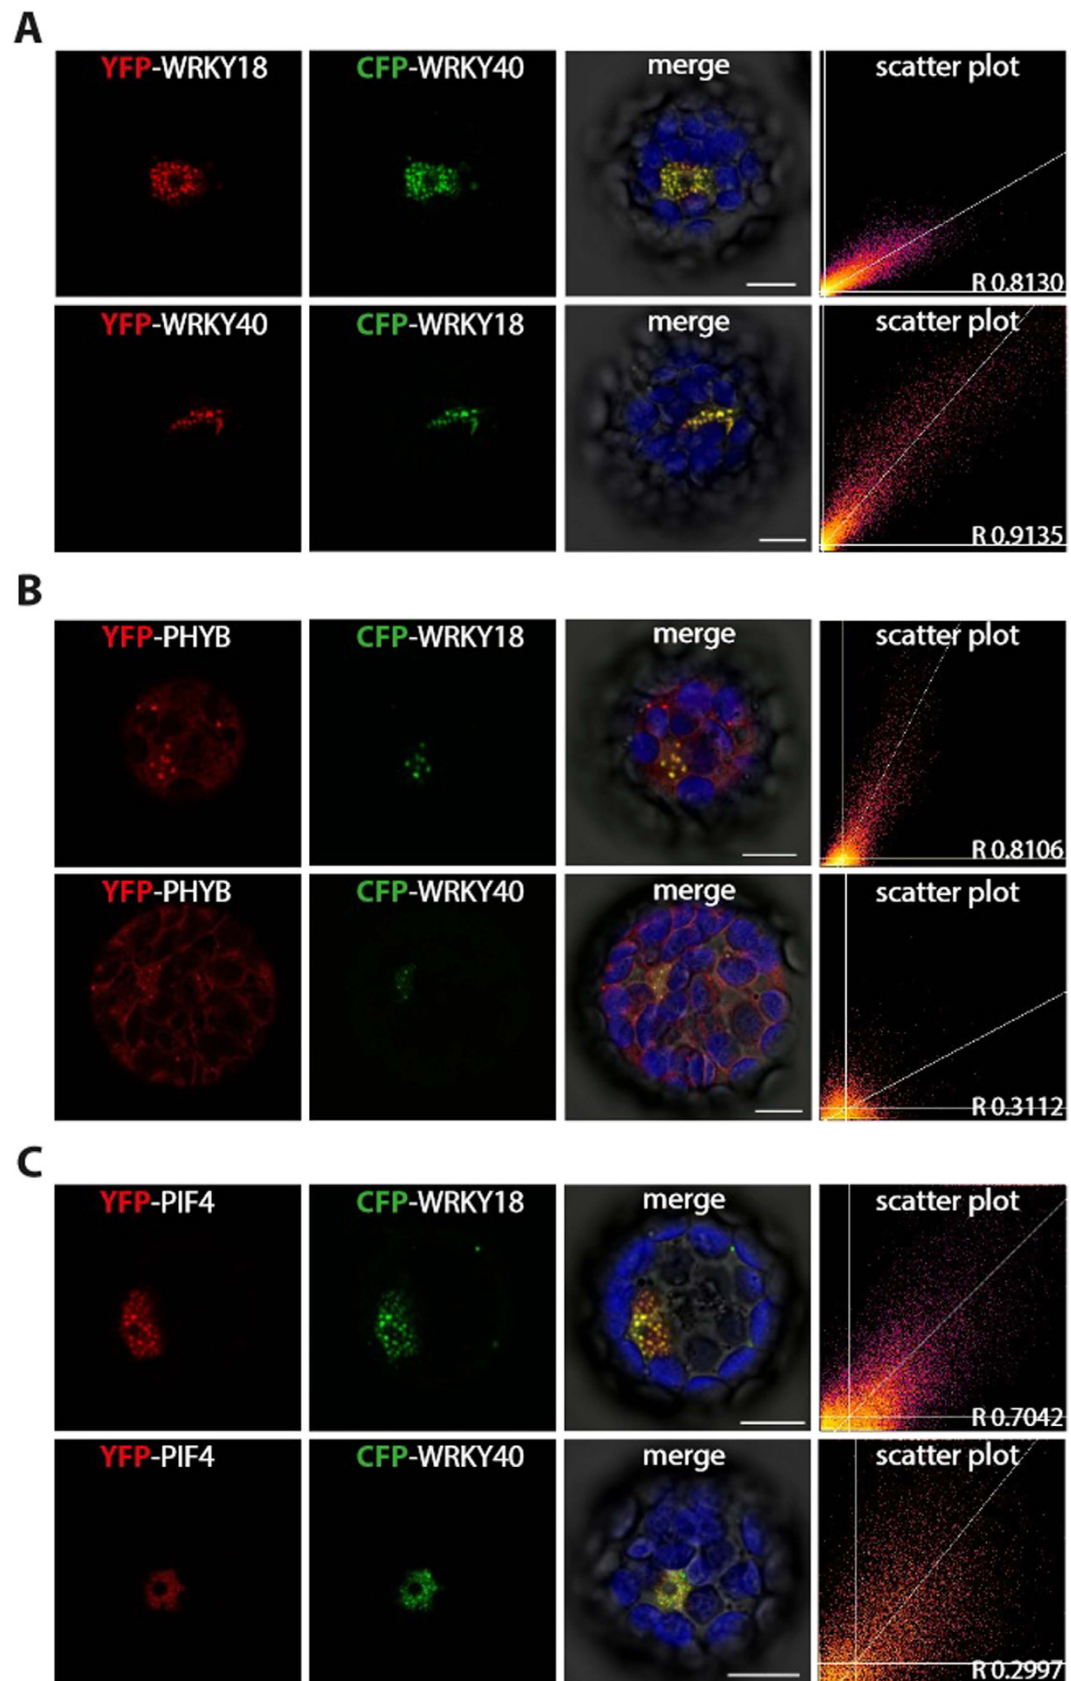 A
YFP-WRKY18 CFP-WRKY40 merge scatter plot
R 0.8130
YFP-WRKY40 CFP-WRKY18 merge scatter plot
R 0.9135
B
YFP-PHYB CFP-WRKY18 merge scatter plot
R 0.8106
YFP-PHYB CFP-WRKY40 merge scatter plot
R 0.3112
C
YFP-PIF4 CFP-WRKY18 merge scatter plot
R 0.7042
YFP-PIF4 CFP-WRKY40 merge scatter plot
R 0.2997